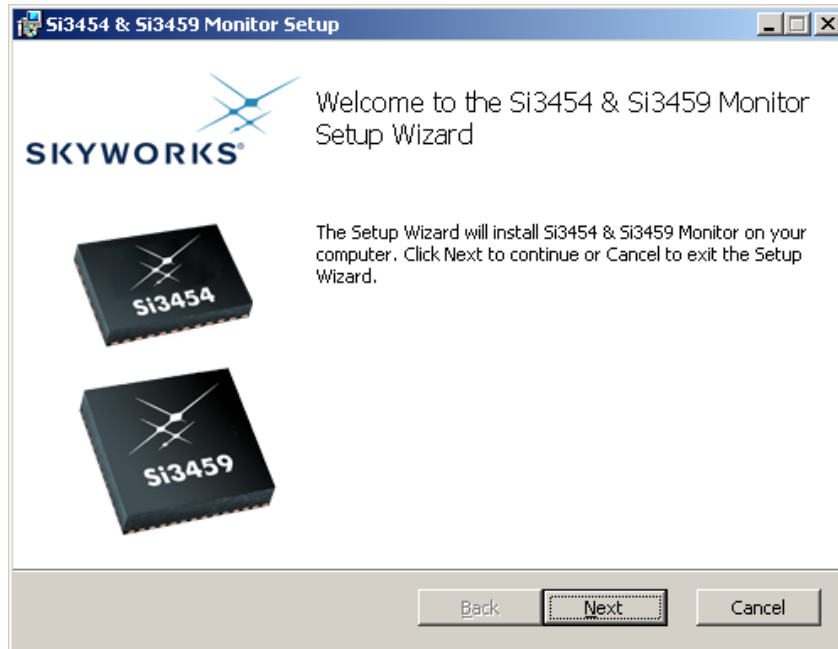 Si3454 & Si3459 Monitor Setup
SKYWORKS®
Welcome to the Si3454 & Si3459 Monitor
Setup Wizard
The Setup Wizard will install Si3454 & Si3459 Monitor on your
computer. Click Next to continue or Cancel to exit the Setup
Wizard.
Si3454
Si3459
Back
Next
Cancel